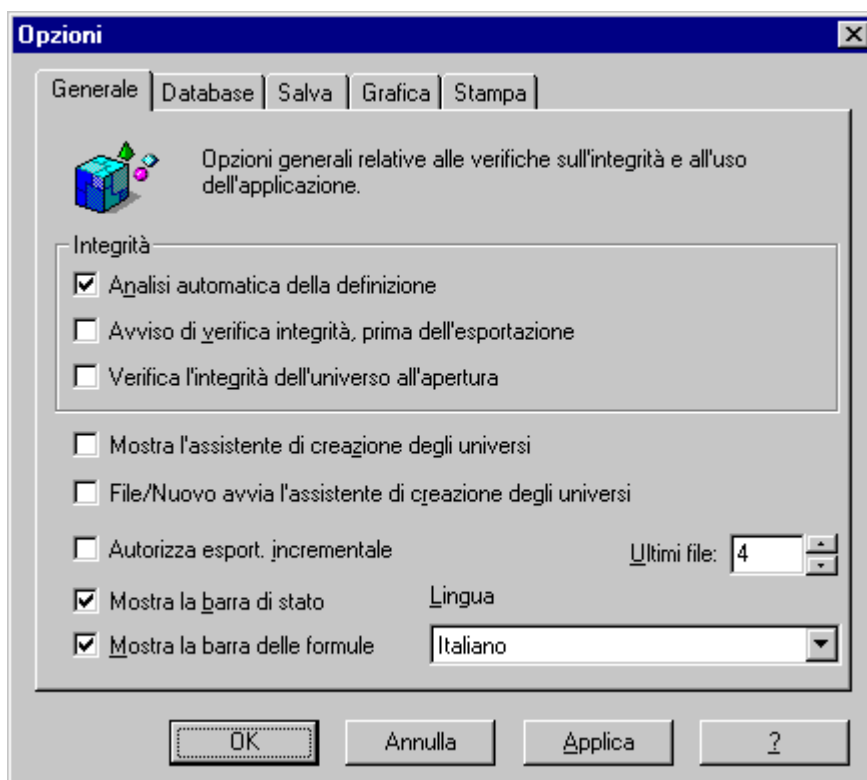 Opzioni
Generale Database Salva Grafica Stampa
Opzioni generali relative alle verifiche sull'integrità e all'uso
dell'applicazione.
Integrità
Analisi automatica della definizione
Avviso di verifica integrità, prima dell'esportazione
Verifica l'integrità dell'universo all'apertura
Mostra l'assistente di creazione degli universi
File/Nuovo avvia l'assistente di creazione degli universi
Autorizza esport. incrementale Ultimi file: 4
Mostra la barra di stato Lingua
Mostra la barra delle formule Italiano
OK Annulla Applica ?